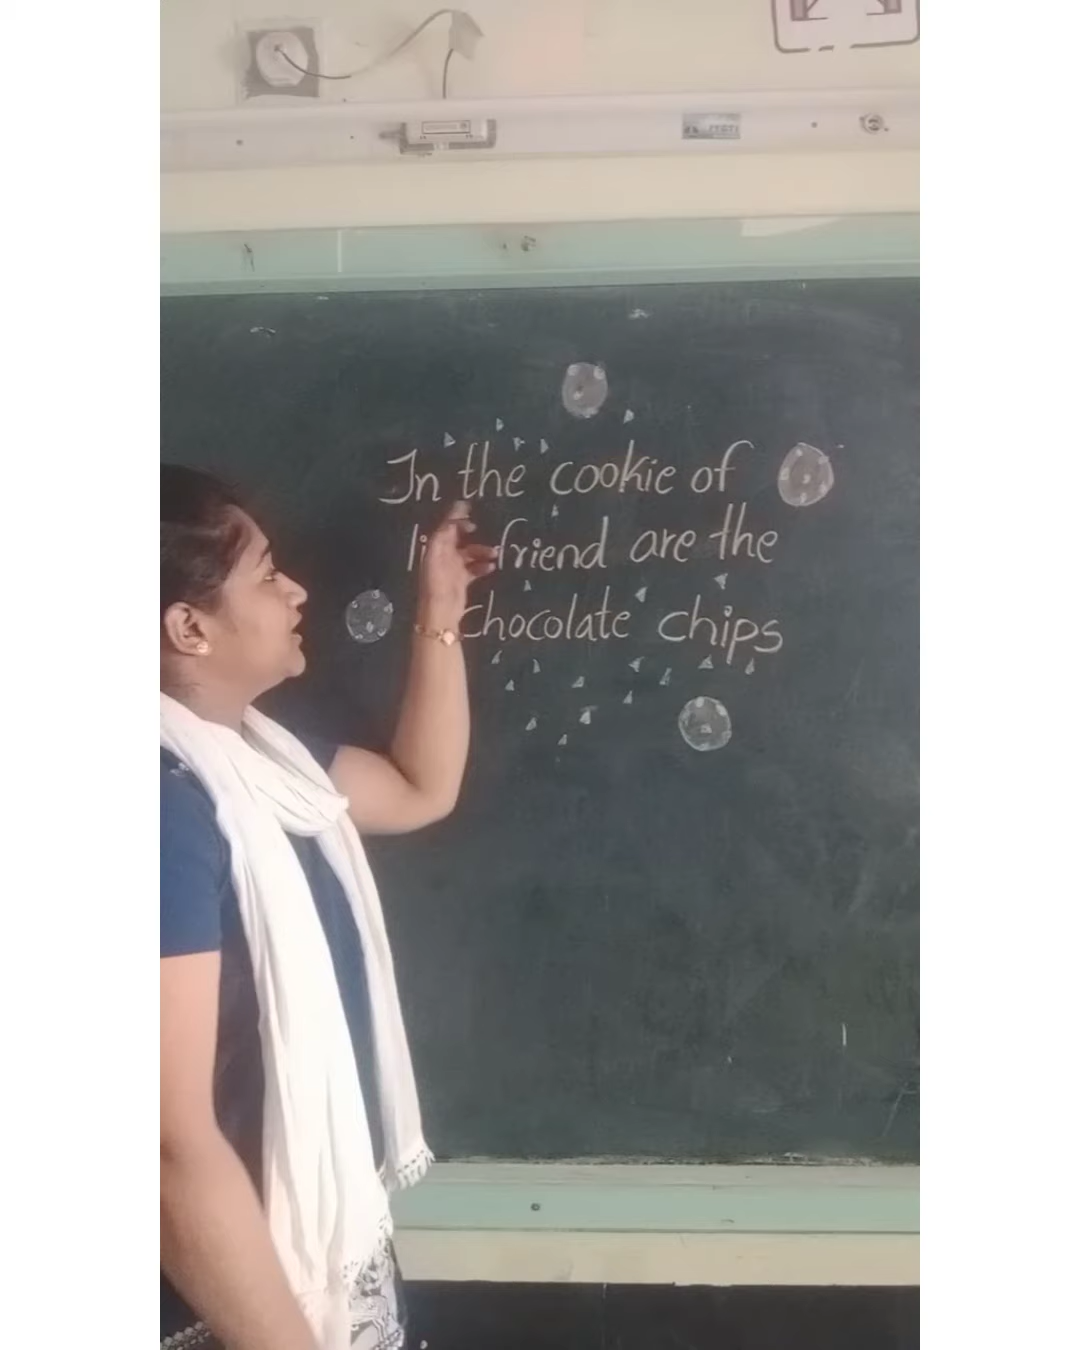 In the cookie of
friend are the
chocolate chips